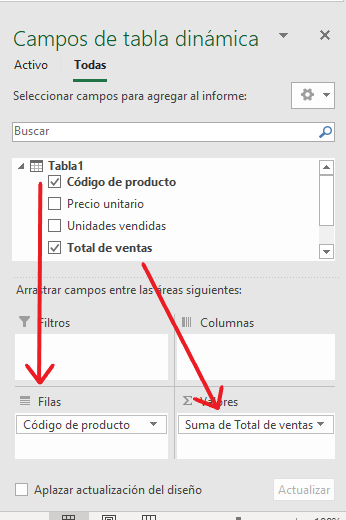 Campos de tabla dinámica
Activo Todas
Seleccionar campos para agregar al informe:
Buscar
Tabla1
Código de producto
Precio unitario
Unidades vendidas
Total de ventas
Arrastrar campos entre las áreas siguientes:
Filtros Columnas
Filas Valores
Código de producto Suma de Total de ventas
Aplazar actualización del diseño Actualizar